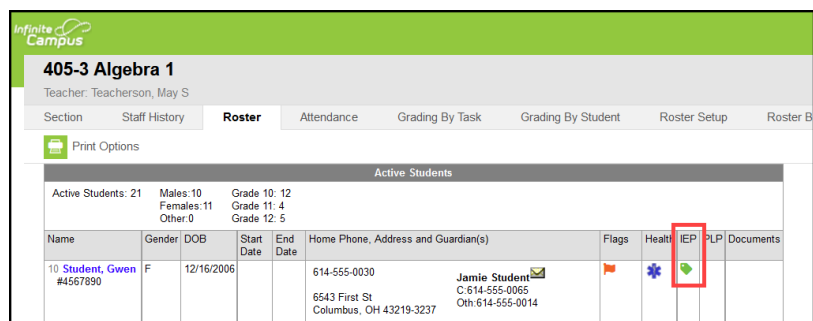 Infinite
Campus
405-3 Algebra 1
Teacher: Teacherson, May S
Section Staff History Roster Attendance Grading By Task Grading By Student Roster Setup Roster B
Print Options
Active Students
Active Students: 21 Males:10 Grade 10: 12
Females:11 Grade 11: 4
Other:0 Grade 12: 5
Name Gender DOB Start Date End Date Home Phone, Address and Guardian(s) Flags Health IEP PLP Documents
10 Student, Gwen F 12/16/2006 614-555-0030 Jamie Student
#4567890 C:614-555-0065
6543 First St Oth:614-555-0014
Columbus, OH 43219-3237